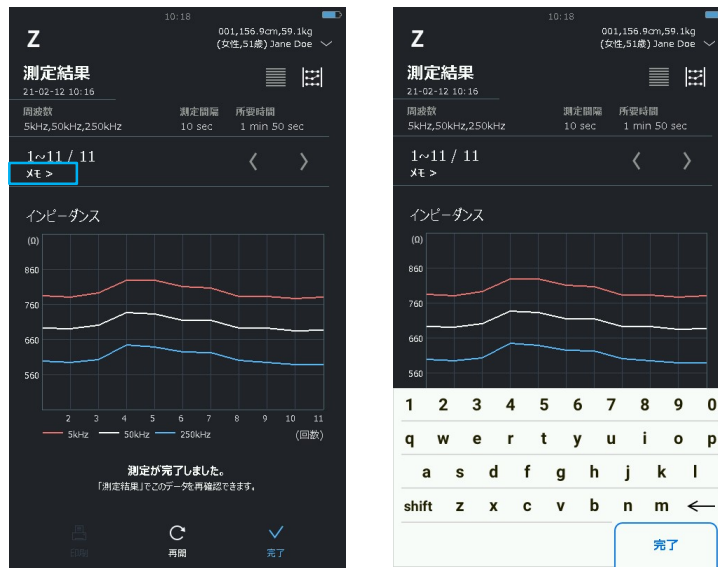 10:18
Z
001,156.9cm,59.1kg
(女性,51歳) Jane Doe
測定結果
21-02-12 10:16
周波数 測定間隔 所要時間
5kHz,50kHz,250kHz 10 sec 1 min 50 sec
1~11 / 11
メモ >
インピーダンス
(Ω)
860
760
660
560
2 3 4 5 6 7 8 9 10 11
5kHz 50kHz 250kHz (回数)
測定が完了しました。
「測定結果」でこのデータを再確認できます。
印刷 再開 完了
10:18
Z
001,156.9cm,59.1kg
(女性,51歳) Jane Doe
測定結果
21-02-12 10:16
周波数 測定間隔 所要時間
5kHz,50kHz,250kHz 10 sec 1 min 50 sec
1~11 / 11
メモ >
インピーダンス
(Ω)
860
760
660
560
1 2 3 4 5 6 7 8 9 0
q w e r t y u i o p
a s d f g h j k l
shift z x c v b n m
完了